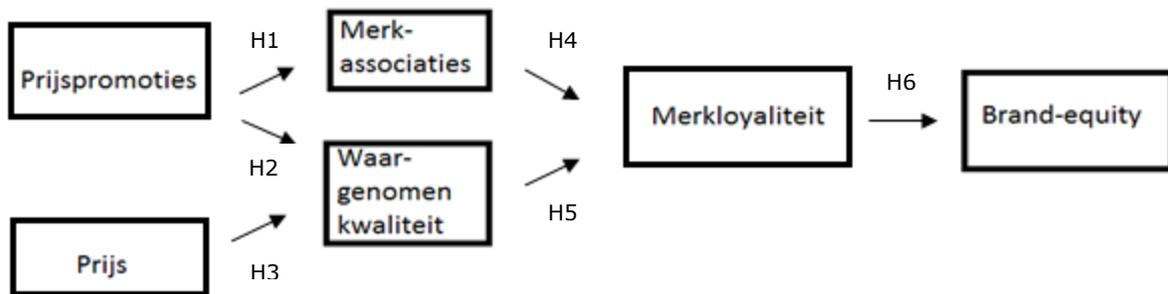 H1
Merk-
associaties
H4
Prijspromoties
H6
Merkloyaliteit
Brand-equity
H2
Waar-
genomen
kwaliteit
H5
Prijs
H3